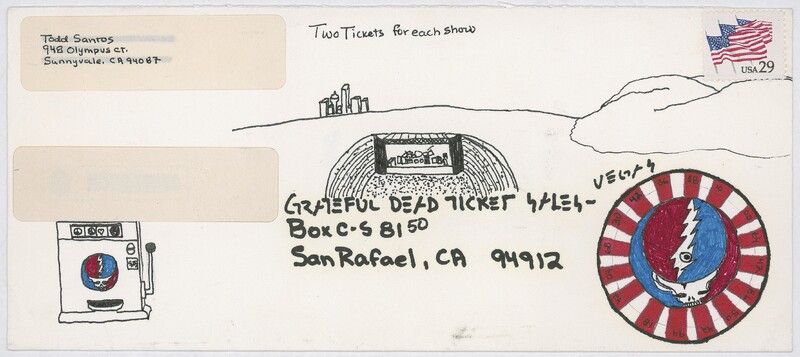 Todd Santos
948 Olympus ct.
Sunnyvale. CA 94087
Two Tickets for each show
USA 29
GRATEFUL DEAD TICKET SALES-
Box C-S 8150
San Rafael, CA 94912
VEGAS